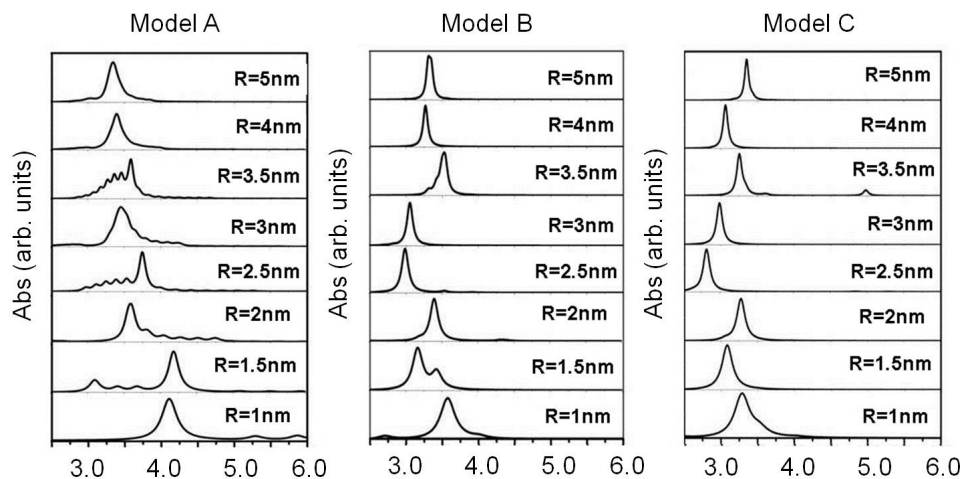 Model A
Model B
Model C
Abs (arb. units)
R=5nm
R=4nm
R=3.5nm
R=3nm
R=2.5nm
R=2nm
R=1.5nm
R=1nm
3.0 4.0 5.0 6.0
Abs (arb. units)
R=5nm
R=4nm
R=3.5nm
R=3nm
R=2.5nm
R=2nm
R=1.5nm
R=1nm
3.0 4.0 5.0 6.0
Abs (arb. units)
R=5nm
R=4nm
R=3.5nm
R=3nm
R=2.5nm
R=2nm
R=1.5nm
R=1nm
3.0 4.0 5.0 6.0